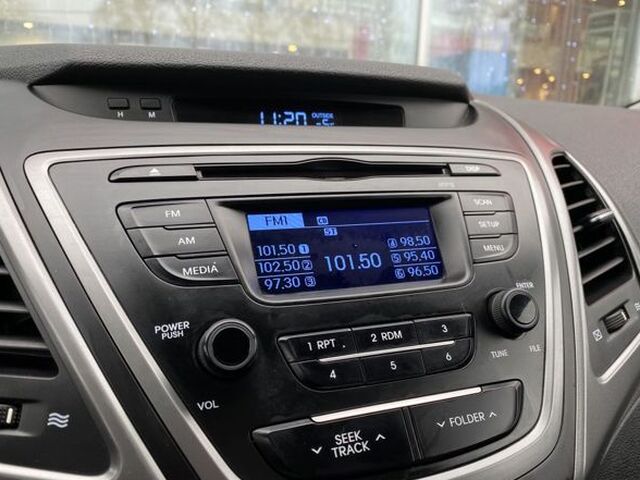 H M 11:20 OUTSIDE
DISP
FM
AM
MEDIA
FM1
ST
101.50 1
102.50 2
97.30 3
101.50
4 98.50
5 95.40
6 96.50
SCAN
SETUP
MENU
POWER
PUSH
VOL
1 RPT 2 RDM 3
4 5 6
ENTER
TUNE FILE
SEEK
TRACK
FOLDER